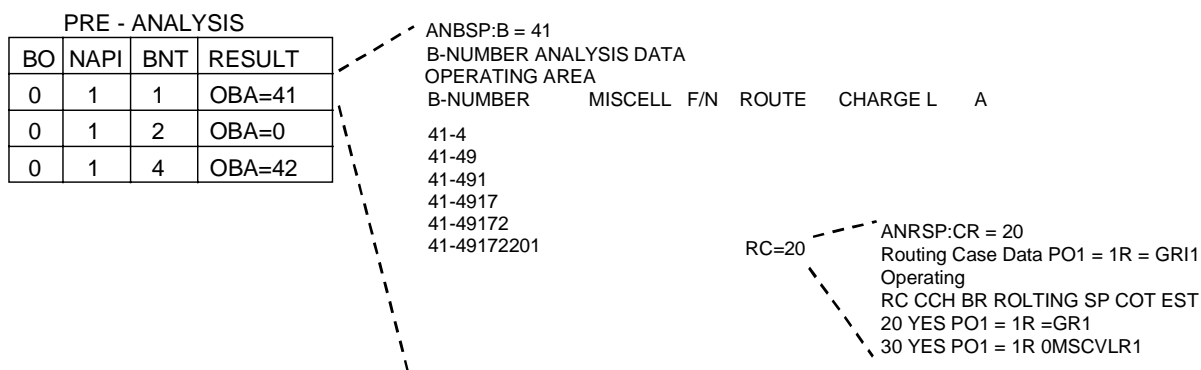 PRE - ANALYSIS
BO NAPI BNT RESULT
0 1 1 OBA=41
0 1 2 OBA=0
0 1 4 OBA=42
ANBSP:B = 41
B-NUMBER ANALYSIS DATA
OPERATING AREA
B-NUMBER MISCELL F/N ROUTE CHARGE L A
41-4
41-49
41-491
41-4917
41-49172
41-49172201 RC=20
ANRSP:CR = 20
Routing Case Data PO1 = 1R = GRI1
Operating
RC CCH BR ROLTING SP COT EST
20 YES PO1 = 1R =GR1
30 YES PO1 = 1R 0MSCVLR1